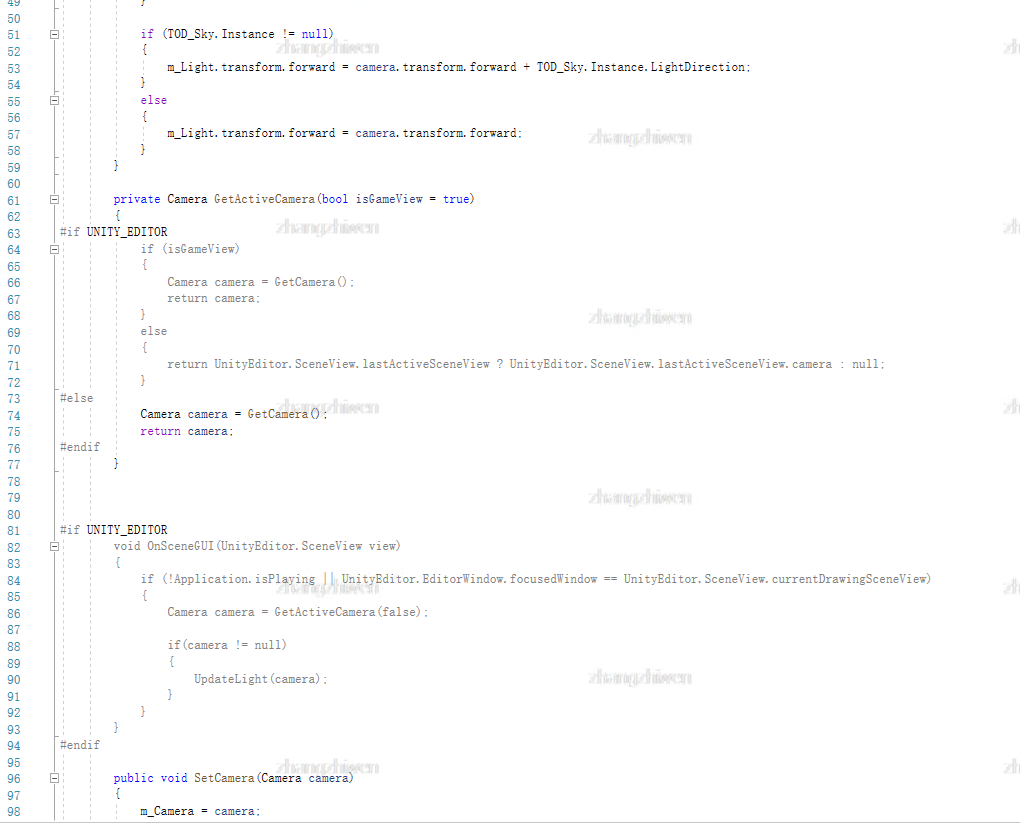 49 }
50
51 if (TOD_Sky.Instance != null)
52 {
53 m_Light.transform.forward = camera.transform.forward + TOD_Sky.Instance.LightDirection;
54 }
55 else
56 {
57 m_Light.transform.forward = camera.transform.forward;
58 }
59 }
60
61 private Camera GetActiveCamera(bool isGameView = true)
62 {
63 #if UNITY_EDITOR
64 if (isGameView)
65 {
66 Camera camera = GetCamera();
67 return camera;
68 }
69 else
70 {
71 return UnityEditor.SceneView.lastActiveSceneView ? UnityEditor.SceneView.lastActiveSceneView.camera : null;
72 }
73 #else
74 Camera camera = GetCamera();
75 return camera;
76 #endif
77 }
78
79
80
81 #if UNITY_EDITOR
82 void OnSceneGUI(UnityEditor.SceneView view)
83 {
84 if (!Application.isPlaying || UnityEditor.EditorWindow.focusedWindow == UnityEditor.SceneView.currentDrawingSceneView)
85 {
86 Camera camera = GetActiveCamera(false);
87
88 if(camera != null)
89 {
90 UpdateLight(camera);
91 }
92 }
93 }
94 #endif
95
96 public void SetCamera(Camera camera)
97 {
98 m_Camera = camera;